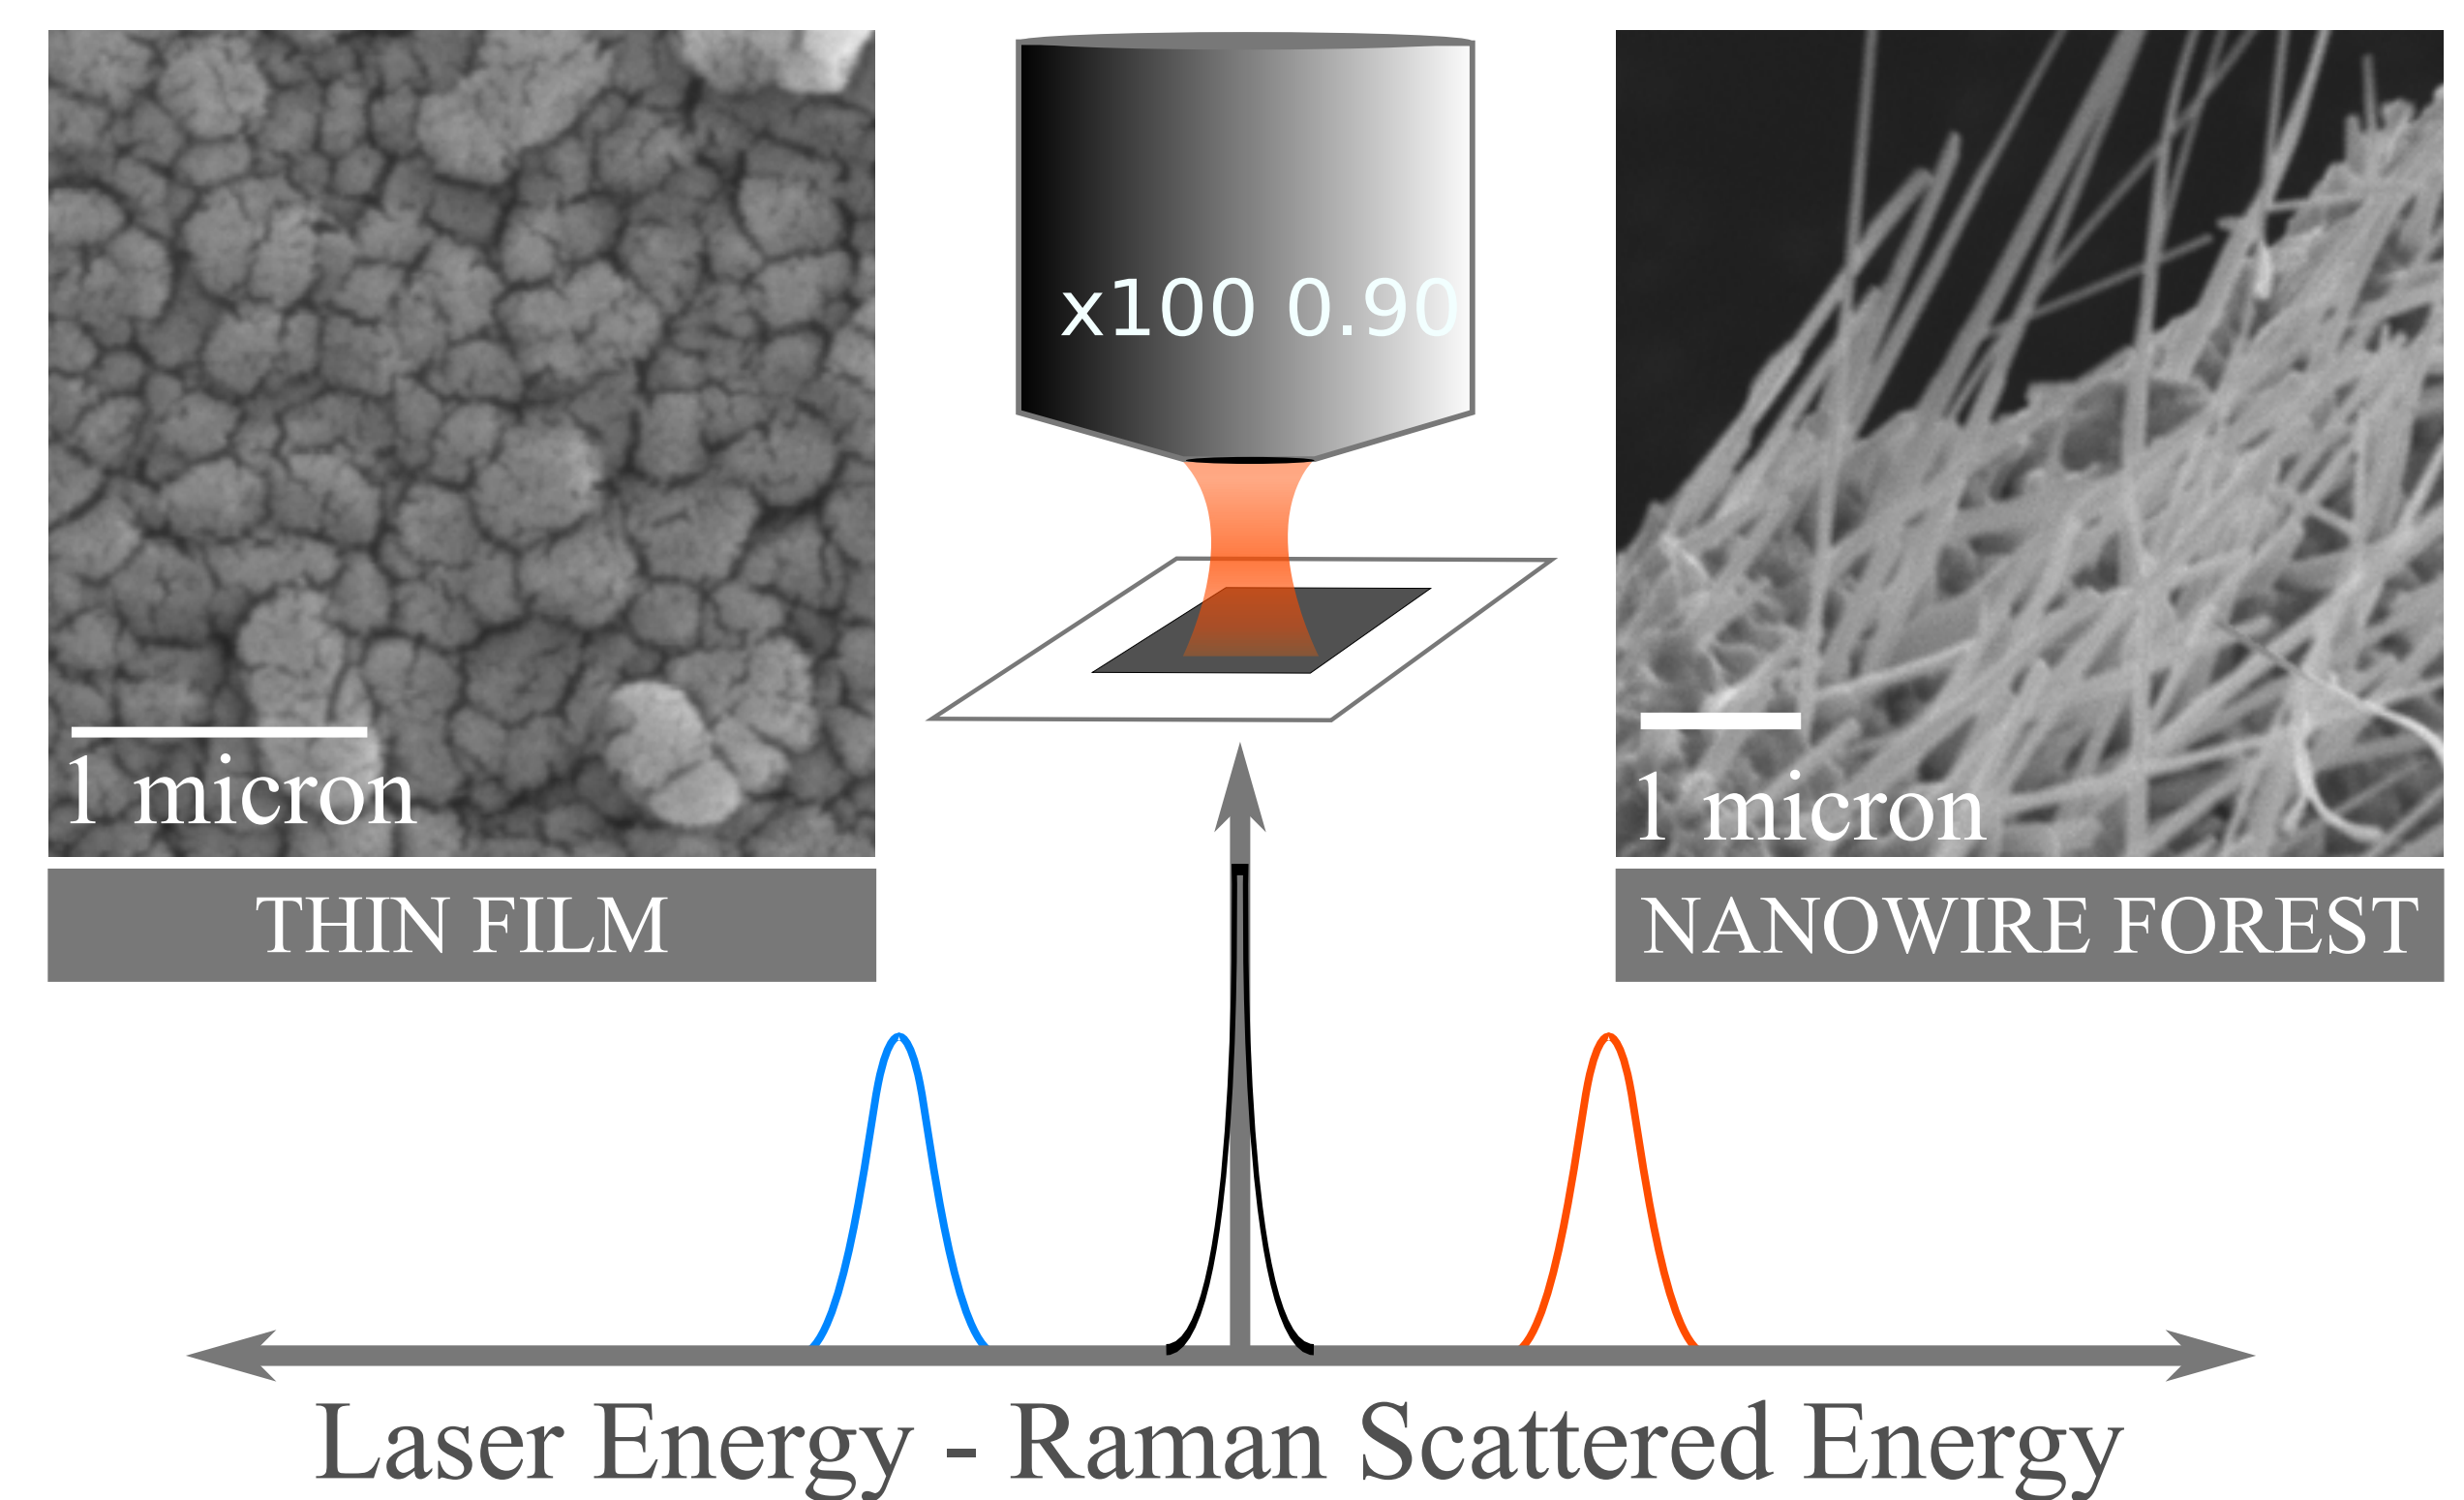 x100 0.90
1 micron
1 micron
THIN FILM
NANOWIRE FOREST
Laser Energy - Raman Scattered Energy